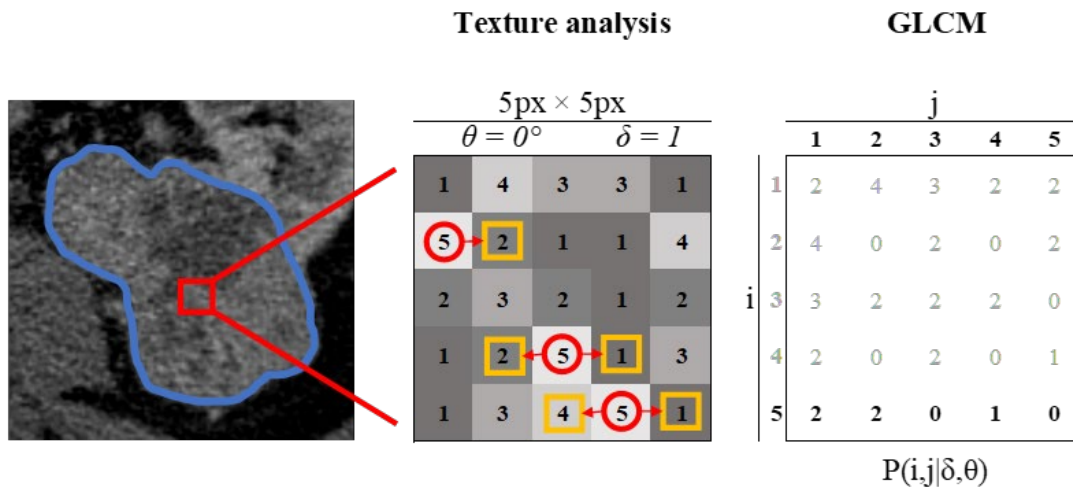 Texture analysis GLCM
5px × 5px j
θ = 0° δ = 1 1 2 3 4 5
1 4 3 3 1 1 2 4 3 2 2
5 2 1 1 4 2 4 0 2 0 2
2 3 2 1 2 i 3 3 2 2 2 0
1 2 5 1 3 4 2 0 2 0 1
1 3 4 5 1 5 2 2 0 1 0
P(i,j|δ,θ)